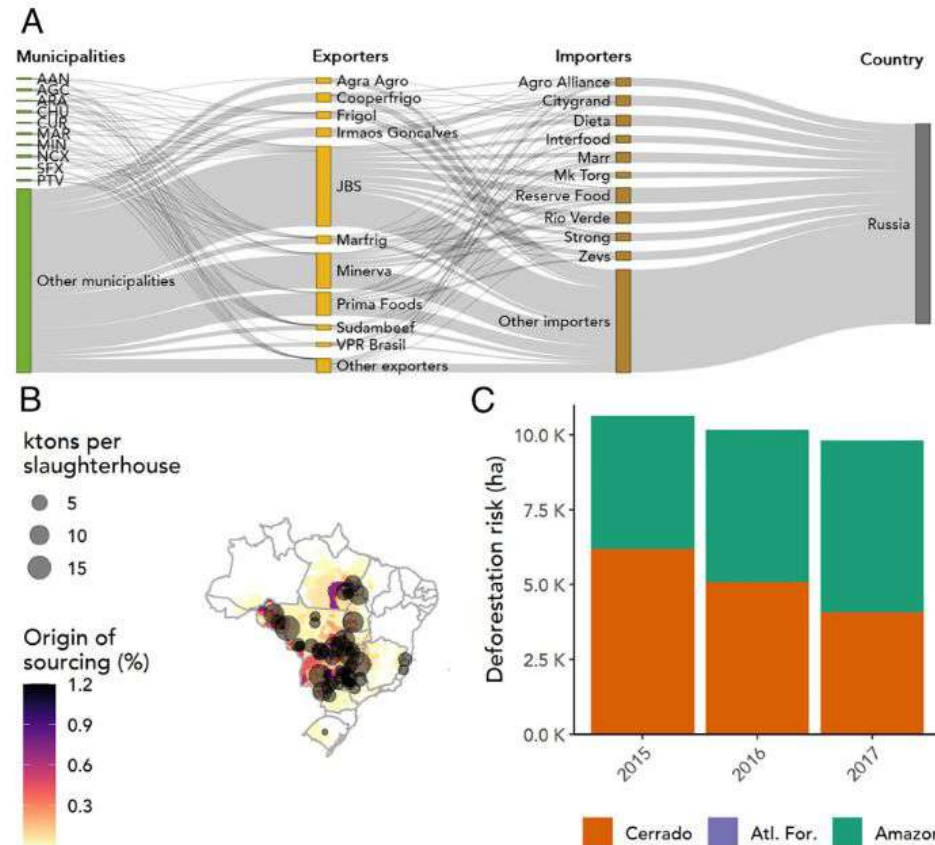 A
Municipalities Exporters Importers Country
AAN
AGC
ARA
CHU
CUR
MAR
MIN
NCX
SFX
PTV
Other municipalities
Agra Agro
Cooperfrigo
Frigol
Irmaos Goncalves
JBS
Marfrig
Minerva
Prima Foods
Sudambeef
VPR Brasil
Other exporters
Agro Alliance
Citygrand
Dieta
Interfood
Marr
Mk Torg
Reserve Food
Rio Verde
Strong
Zevs
Other importers
Russia
B
ktons per
slaughterhouse
5
10
15
Origin of
sourcing (%)
1.2
0.9
0.6
0.3
C
Deforestation risk (ha)
10.0 K
7.5 K
5.0 K
2.5 K
0.0 K
2015
2016
2017
Cerrado Atl. For. Amazon